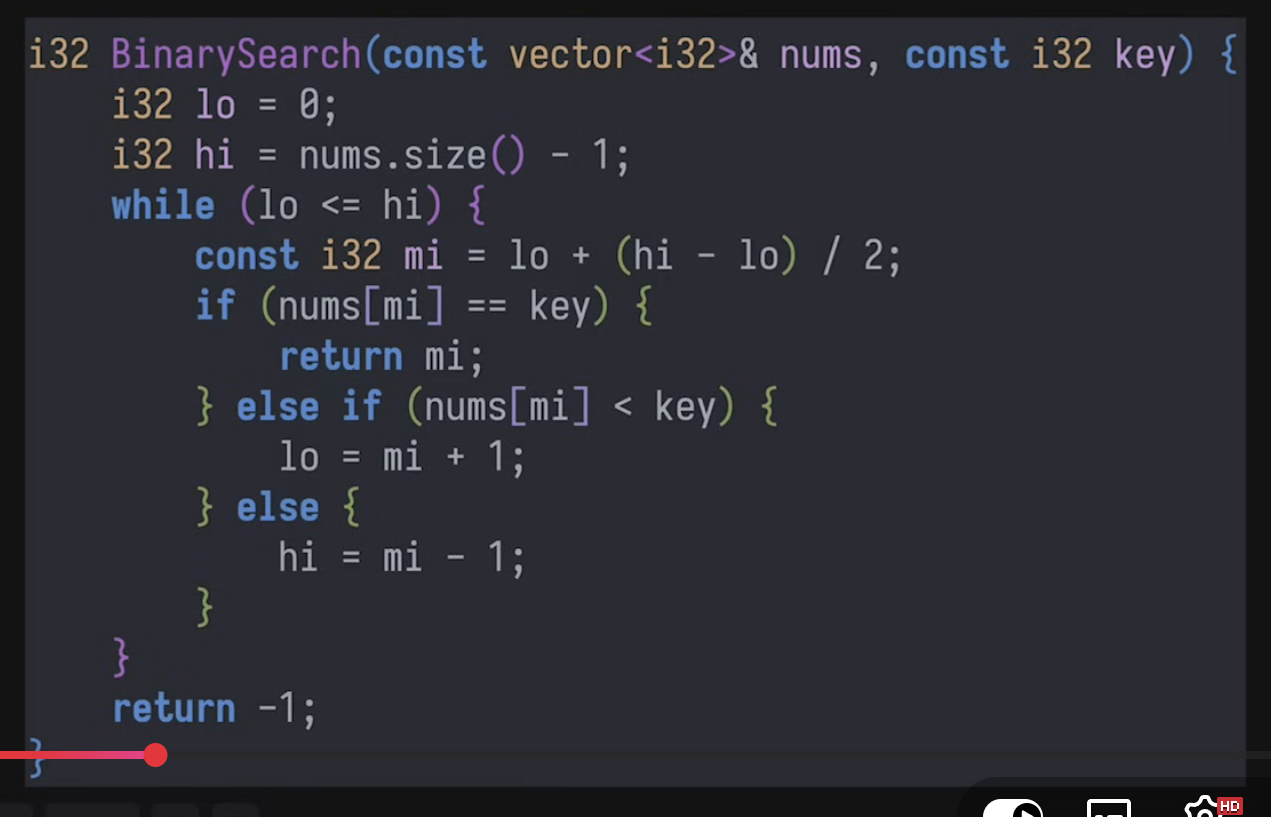 i32 BinarySearch(const vector<i32>& nums, const i32 key) {
    i32 lo = 0;
    i32 hi = nums.size() - 1;
    while (lo <= hi) {
        const i32 mi = lo + (hi - lo) / 2;
        if (nums[mi] == key) {
            return mi;
        } else if (nums[mi] < key) {
            lo = mi + 1;
        } else {
            hi = mi - 1;
        }
    }
    return -1;
}
HD